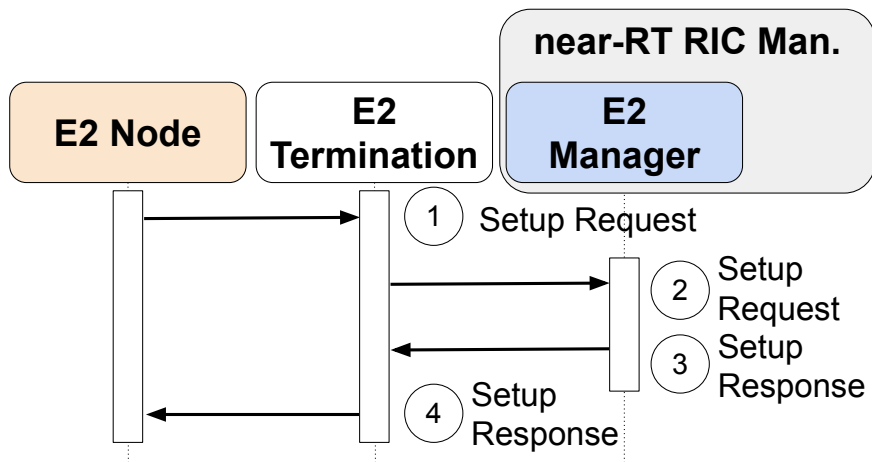 near-RT RIC Man.
E2 Node
E2
Termination
E2
Manager
1
Setup Request
2
Setup
Request
3
Setup
Response
4
Setup
Response